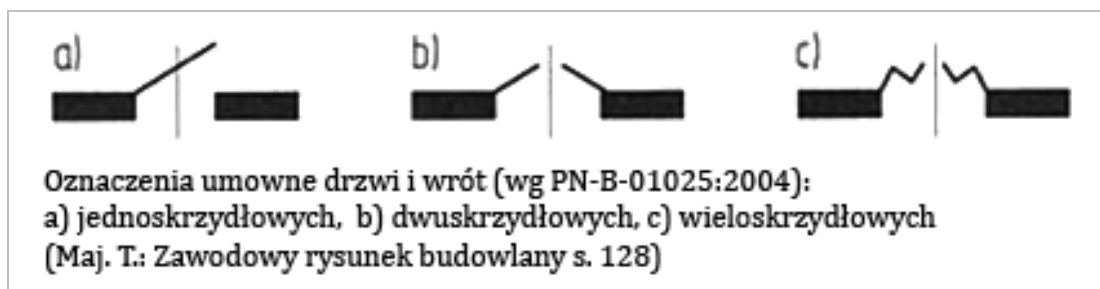 a) b) c)
Oznaczenia umowne drzwi i wrót (wg PN-B-01025:2004):
a) jednoskrzydłowych, b) dwuskrzydłowych, c) wieloskrzydłowych
(Maj. T.: Zawodowy rysunek budowlany s. 128)